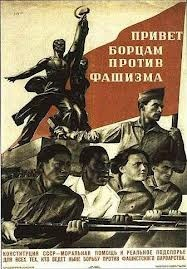 ПРИВЕТ
БОРЦАМ
ПРОТИВ
ФАШИЗМА
КОНСТИТУЦИЯ СССР—МОРАЛЬНАЯ ПОМОЩЬ И РЕАЛЬНОЕ ПОДСПОРЬЕ
ДЛЯ ВСЕХ ТЕХ, КТО ВЕДЕТ НЫНЕ БОРЬБУ ПРОТИВ ФАШИСТСКОГО ВАРВАРСТВА.